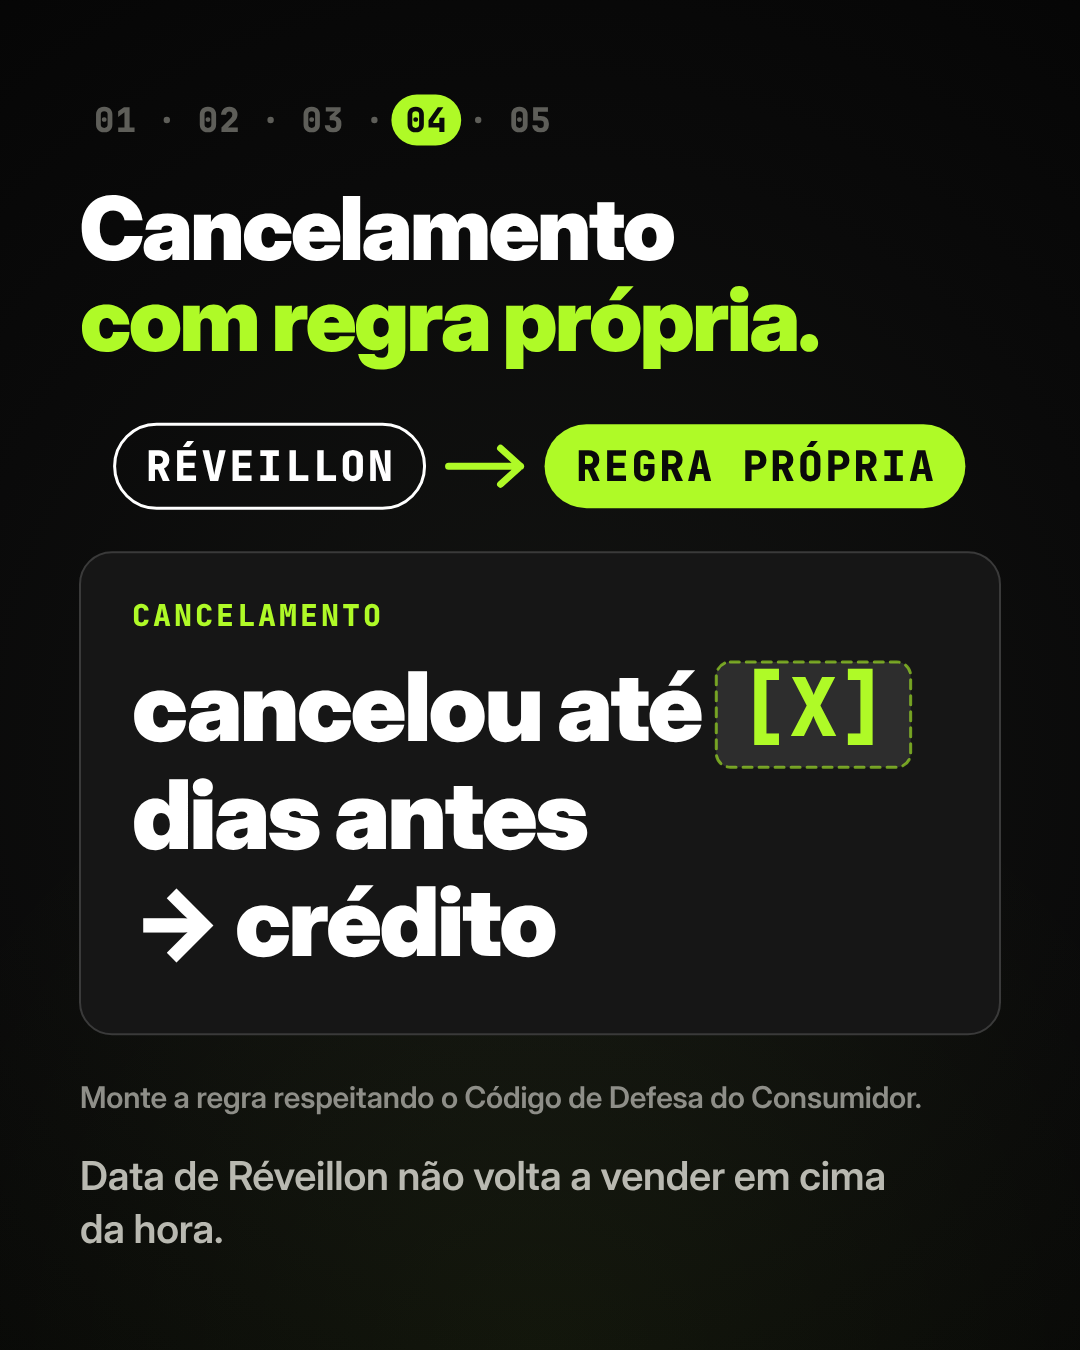 01 · 02 · 03 · 04 · 05
Cancelamento
com regra própria.
RÉVEILLON → REGRA PRÓPRIA
CANCELAMENTO
cancelou até [X]
dias antes
→ crédito
Monte a regra respeitando o Código de Defesa do Consumidor.
Data de Réveillon não volta a vender em cima
da hora.